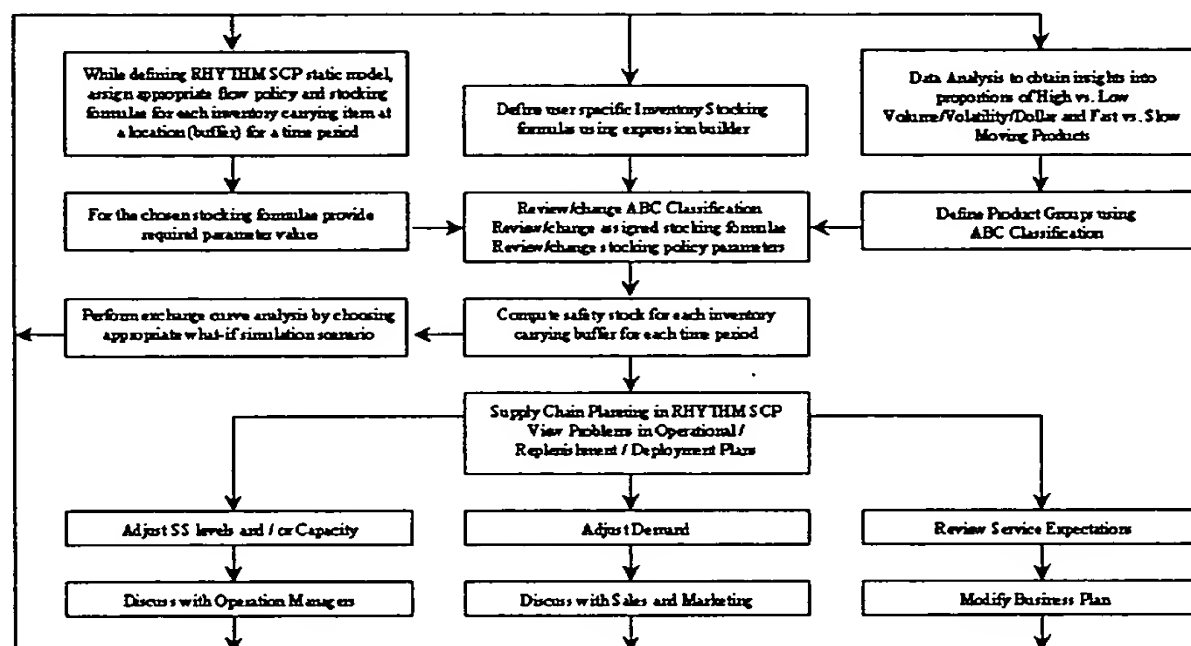 While defining RHYTHM SCP static model,
assign appropriate flow policy and stocking
formulas for each inventory carrying item at
a location (buffer) for a time period
Define user specific Inventory Stocking
formulas using expression builder
Data Analysis to obtain insights into
proportions of High vs. Low
Volume/Volatility/Dollar and Fast vs. Slow
Moving Products
For the chosen stocking formulae provide
required parameter values
Review/change ABC Classification
Review/change assigned stocking formulae
Review/change stocking policy parameters
Define Product Groups using
ABC Classification
Perform exchange curve analysis by choosing
appropriate what-if simulation scenario
Compute safety stock for each inventory
carrying buffer for each time period
Supply Chain Planning in RHYTHM SCP
View Problems in Operational /
Replenishment / Deployment Plans
Adjust SS levels and / or Capacity
Adjust Demand
Review Service Expectations
Discuss with Operation Managers
Discuss with Sales and Marketing
Modify Business Plan